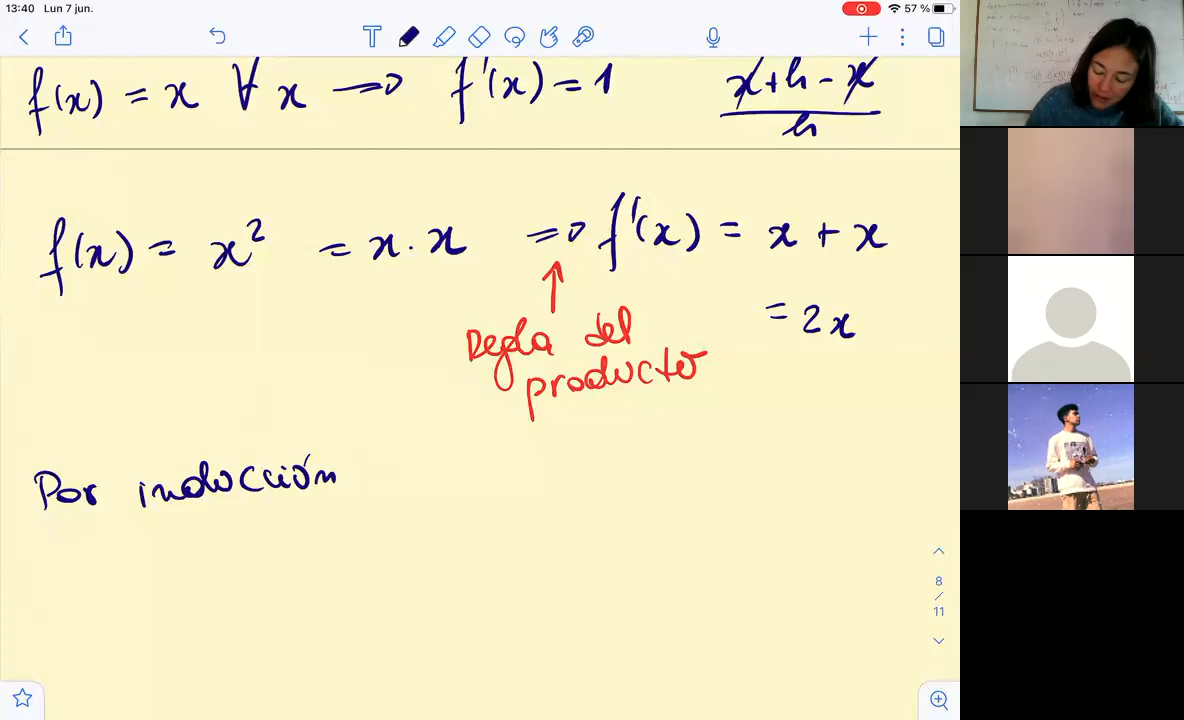 13:40 Lun 7 jun. 57 %
T
f(x) = x ∀ x ⟹ f'(x) = 1 (x+h-x)/h
f(x) = x² = x · x ⟹ f'(x) = x + x
= 2x
Regla del
producto
Por inducción
8
/
11